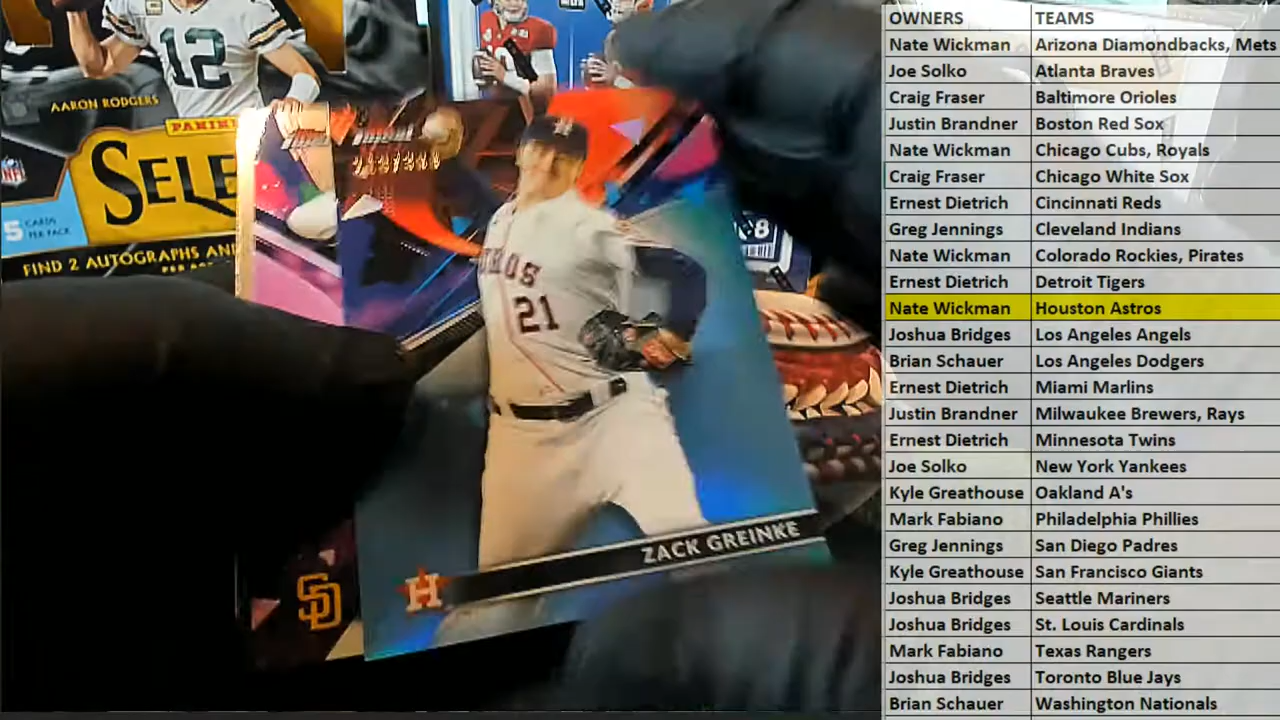 12
AARON RODGERS
PANINI
SELE
NFL
5 CARDS
PER PACK
FIND 2 AUTOGRAPHS AN
ROS
21
ZACK GREINKE
H
SD
OWNERS TEAMS
Nate Wickman Arizona Diamondbacks, Mets
Joe Solko Atlanta Braves
Craig Fraser Baltimore Orioles
Justin Brandner Boston Red Sox
Nate Wickman Chicago Cubs, Royals
Craig Fraser Chicago White Sox
Ernest Dietrich Cincinnati Reds
Greg Jennings Cleveland Indians
Nate Wickman Colorado Rockies, Pirates
Ernest Dietrich Detroit Tigers
Nate Wickman Houston Astros
Joshua Bridges Los Angeles Angels
Brian Schauer Los Angeles Dodgers
Ernest Dietrich Miami Marlins
Justin Brandner Milwaukee Brewers, Rays
Ernest Dietrich Minnesota Twins
Joe Solko New York Yankees
Kyle Greathouse Oakland A's
Mark Fabiano Philadelphia Phillies
Greg Jennings San Diego Padres
Kyle Greathouse San Francisco Giants
Joshua Bridges Seattle Mariners
Joshua Bridges St. Louis Cardinals
Mark Fabiano Texas Rangers
Joshua Bridges Toronto Blue Jays
Brian Schauer Washington Nationals